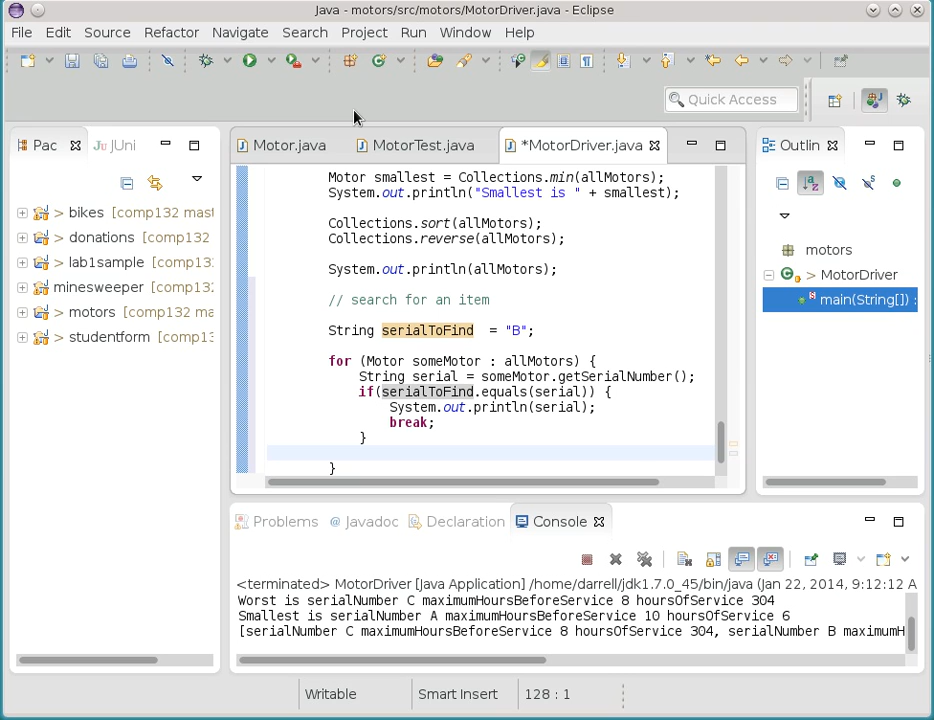 Java - motors/src/motors/MotorDriver.java - Eclipse
File Edit Source Refactor Navigate Search Project Run Window Help
Quick Access
Pac JUni
Motor.java MotorTest.java *MotorDriver.java
Outlin
> bikes [comp132 mast
> donations [comp132
> lab1sample [comp13
minesweeper [comp132
> motors [comp132 ma
> studentform [comp13
Motor smallest = Collections.min(allMotors);
System.out.println("Smallest is " + smallest);
Collections.sort(allMotors);
Collections.reverse(allMotors);
System.out.println(allMotors);
// search for an item
String serialToFind = "B";
for (Motor someMotor : allMotors) {
String serial = someMotor.getSerialNumber();
if(serialToFind.equals(serial)) {
System.out.println(serial);
break;
}
}
motors
> MotorDriver
main(String[]) :
Problems @ Javadoc Declaration Console
<terminated> MotorDriver [Java Application] /home/darrell/jdk1.7.0_45/bin/java (Jan 22, 2014, 9:12:12 A
Worst is serialNumber C maximumHoursBeforeService 8 hoursOfService 304
Smallest is serialNumber A maximumHoursBeforeService 10 hoursOfService 6
[serialNumber C maximumHoursBeforeService 8 hoursOfService 304, serialNumber B maximumH
Writable Smart Insert 128 : 1